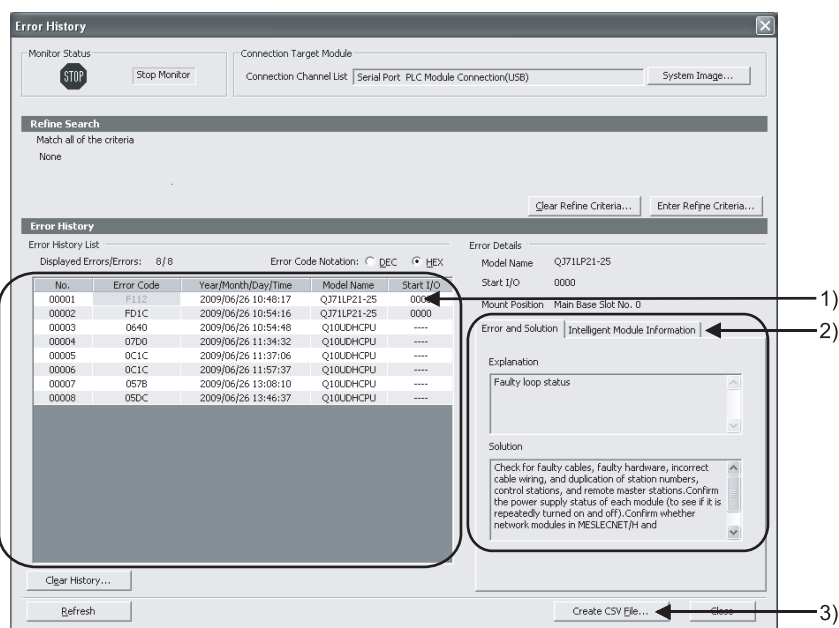 Error History
Monitor Status
STOP
Stop Monitor
Connection Target Module
Connection Channel List
Serial Port PLC Module Connection(USB)
System Image...
Refine Search
Match all of the criteria
None
Clear Refine Criteria...
Enter Refine Criteria...
Error History
Error History List
Displayed Errors/Errors: 8/8
Error Code Notation:
DEC
HEX
No. Error Code Year/Month/Day/Time Model Name Start I/O
00001 F112 2009/06/26 10:48:17 QJ71LP21-25 0000
00002 FD1C 2009/06/26 10:54:16 QJ71LP21-25 0000
00003 0640 2009/06/26 10:54:48 Q10UDHCPU ----
00004 07D0 2009/06/26 11:34:32 Q10UDHCPU ----
00005 0C1C 2009/06/26 11:37:06 Q10UDHCPU ----
00006 0C1C 2009/06/26 11:57:37 Q10UDHCPU ----
00007 057B 2009/06/26 13:08:10 Q10UDHCPU ----
00008 05DC 2009/06/26 13:46:37 Q10UDHCPU ----
Clear History...
Refresh
Error Details
Model Name QJ71LP21-25
Start I/O 0000
Mount Position Main Base Slot No. 0
Error and Solution
Intelligent Module Information
Explanation
Faulty loop status
Solution
Check for faulty cables, faulty hardware, incorrect
cable wiring, and duplication of station numbers,
control stations, and remote master stations.Confirm
the power supply status of each module (to see if it is
repeatedly turned on and off).Confirm whether
network modules in MESLECNET/H and
Create CSV File...
Close
1)
2)
3)